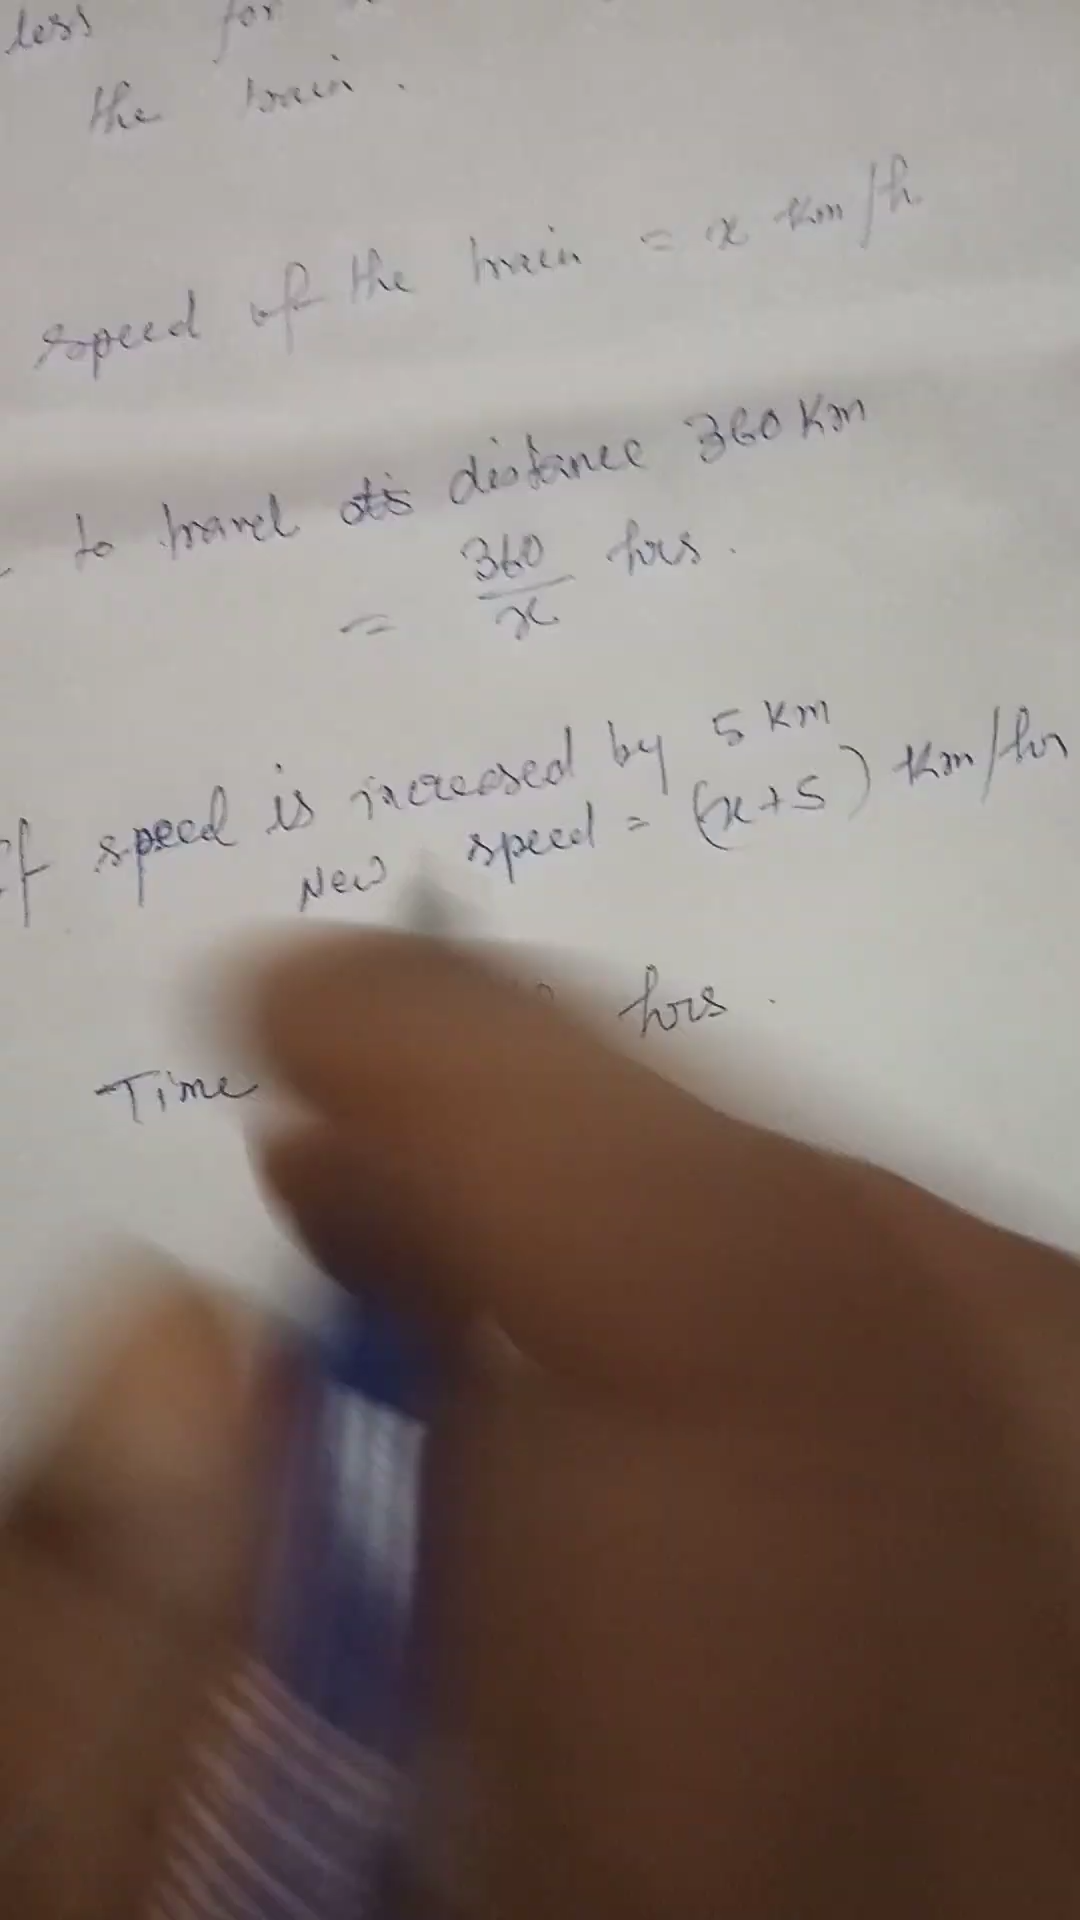 less for
the train.
speed of the train = x km/h
to travel distance 360 Km
= 360/x hrs.
If speed is increased by 5 km
New speed = (x+5) Km/hr
hrs.
Time